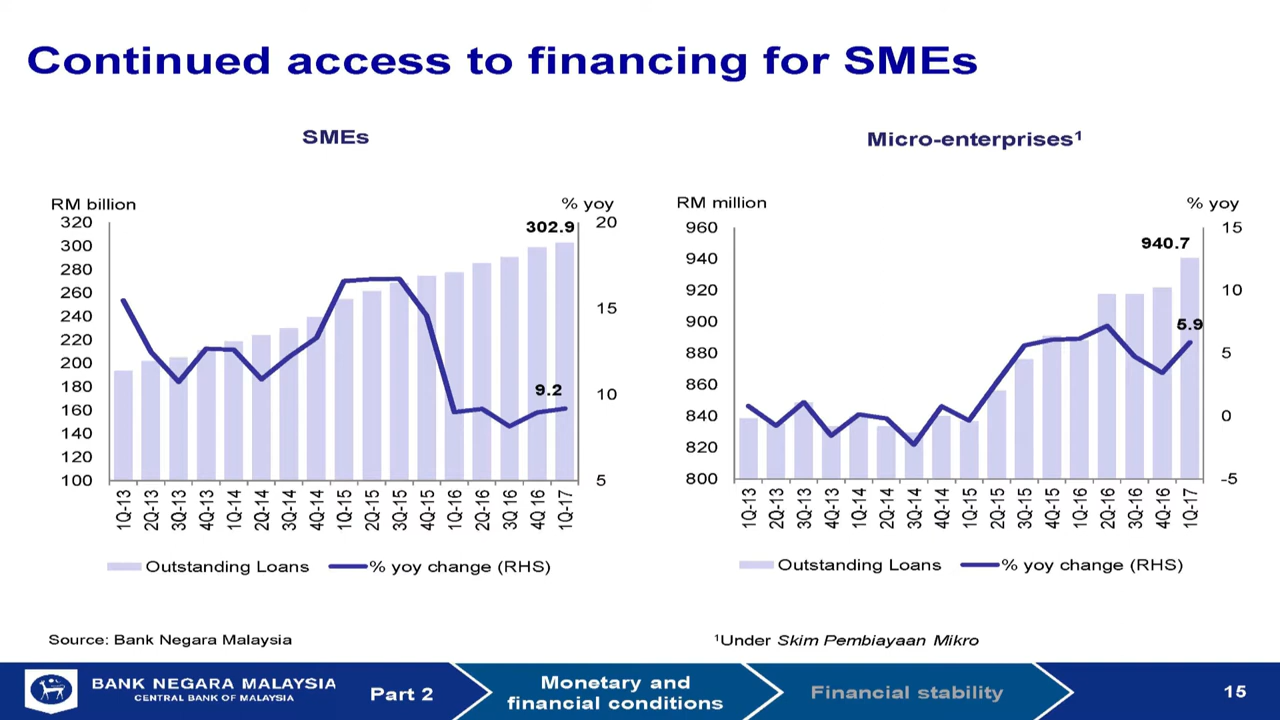 Continued access to financing for SMEs
SMEs
RM billion
% yoy
320
300
280
260
240
220
200
180
160
140
120
100
20
15
10
5
302.9
9.2
1Q-13
2Q-13
3Q-13
4Q-13
1Q-14
2Q-14
3Q-14
4Q-14
1Q-15
2Q-15
3Q-15
4Q-15
1Q-16
2Q-16
3Q 16
4Q-16
1Q-17
Outstanding Loans
% yoy change (RHS)
Source: Bank Negara Malaysia
Micro-enterprises¹
RM million
% yoy
960
940
920
900
880
860
840
820
800
15
10
5
0
-5
940.7
5.9
1Q-13
2Q-13
3Q-13
4Q-13
1Q-14
2Q-14
3Q-14
4Q-14
1Q-15
2Q-15
3Q-15
4Q-15
1Q-16
2Q-16
3Q-16
4Q-16
1Q-17
Outstanding Loans
% yoy change (RHS)
¹Under Skim Pembiayaan Mikro
BANK NEGARA MALAYSIA
CENTRAL BANK OF MALAYSIA
Part 2
Monetary and
financial conditions
Financial stability
15